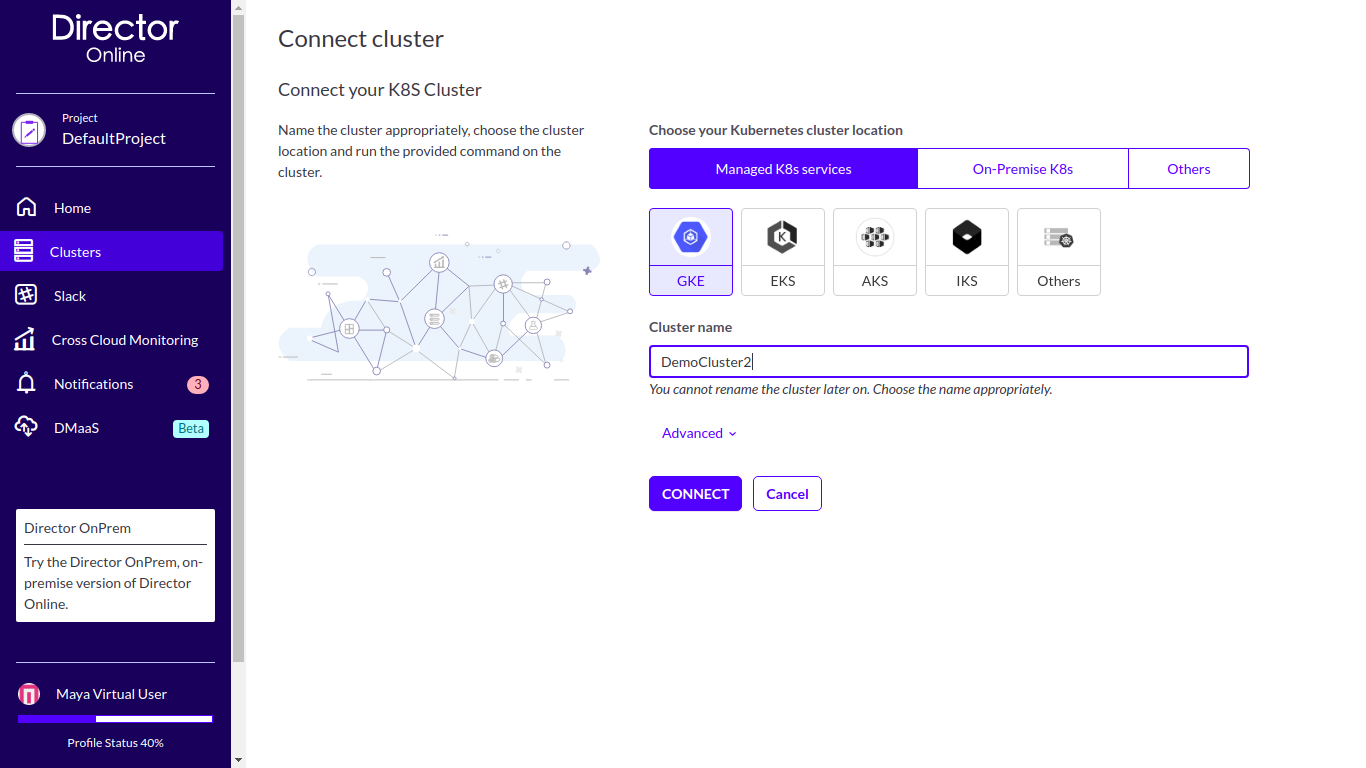 Director
Online
Project
DefaultProject
Home
Clusters
Slack
Cross Cloud Monitoring
Notifications 3
DMaaS Beta
Director OnPrem
Try the Director OnPrem, on-
premise version of Director
Online.
Maya Virtual User
Profile Status 40%
Connect cluster
Connect your K8S Cluster
Name the cluster appropriately, choose the cluster
location and run the provided command on the
cluster.
Choose your Kubernetes cluster location
Managed K8s services On-Premise K8s Others
K
GKE EKS AKS IKS Others
Cluster name
DemoCluster2
You cannot rename the cluster later on. Choose the name appropriately.
Advanced
CONNECT Cancel